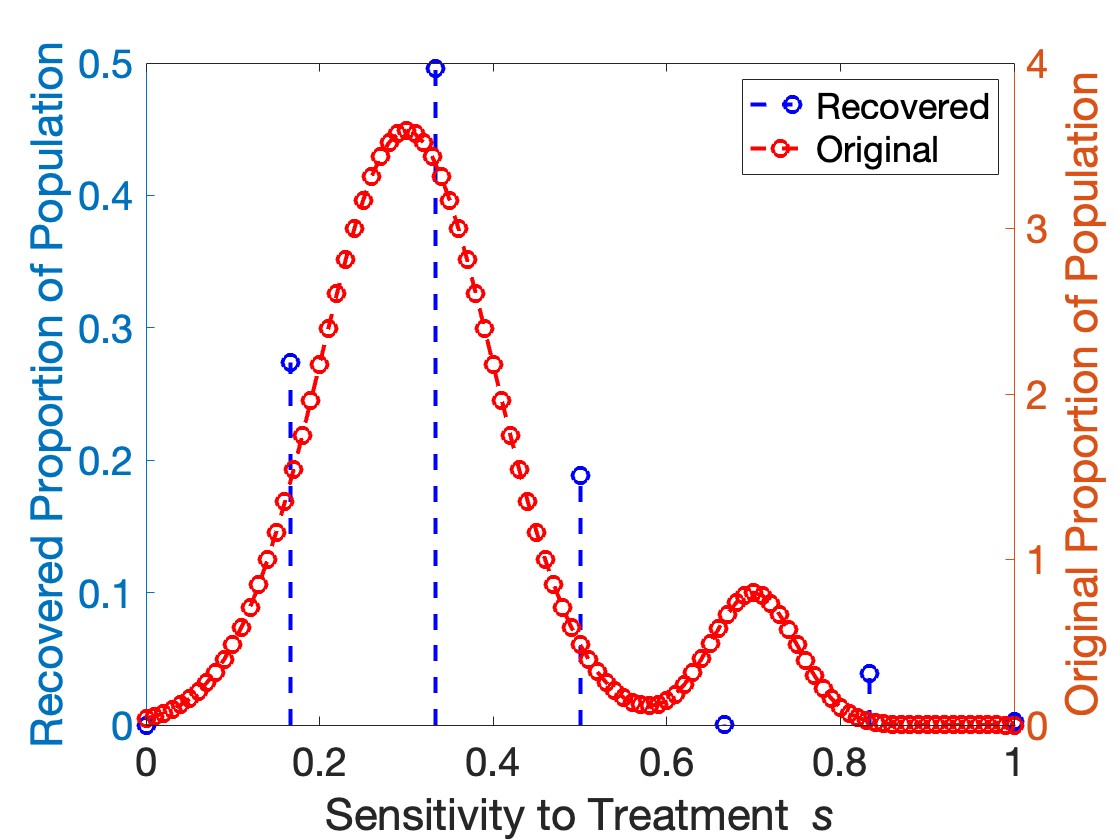 Recovered Proportion of Population
0.5
0.4
0.3
0.2
0.1
0
Recovered
Original
4
3
2
1
0
Original Proportion of Population
0 0.2 0.4 0.6 0.8 1
Sensitivity to Treatment s